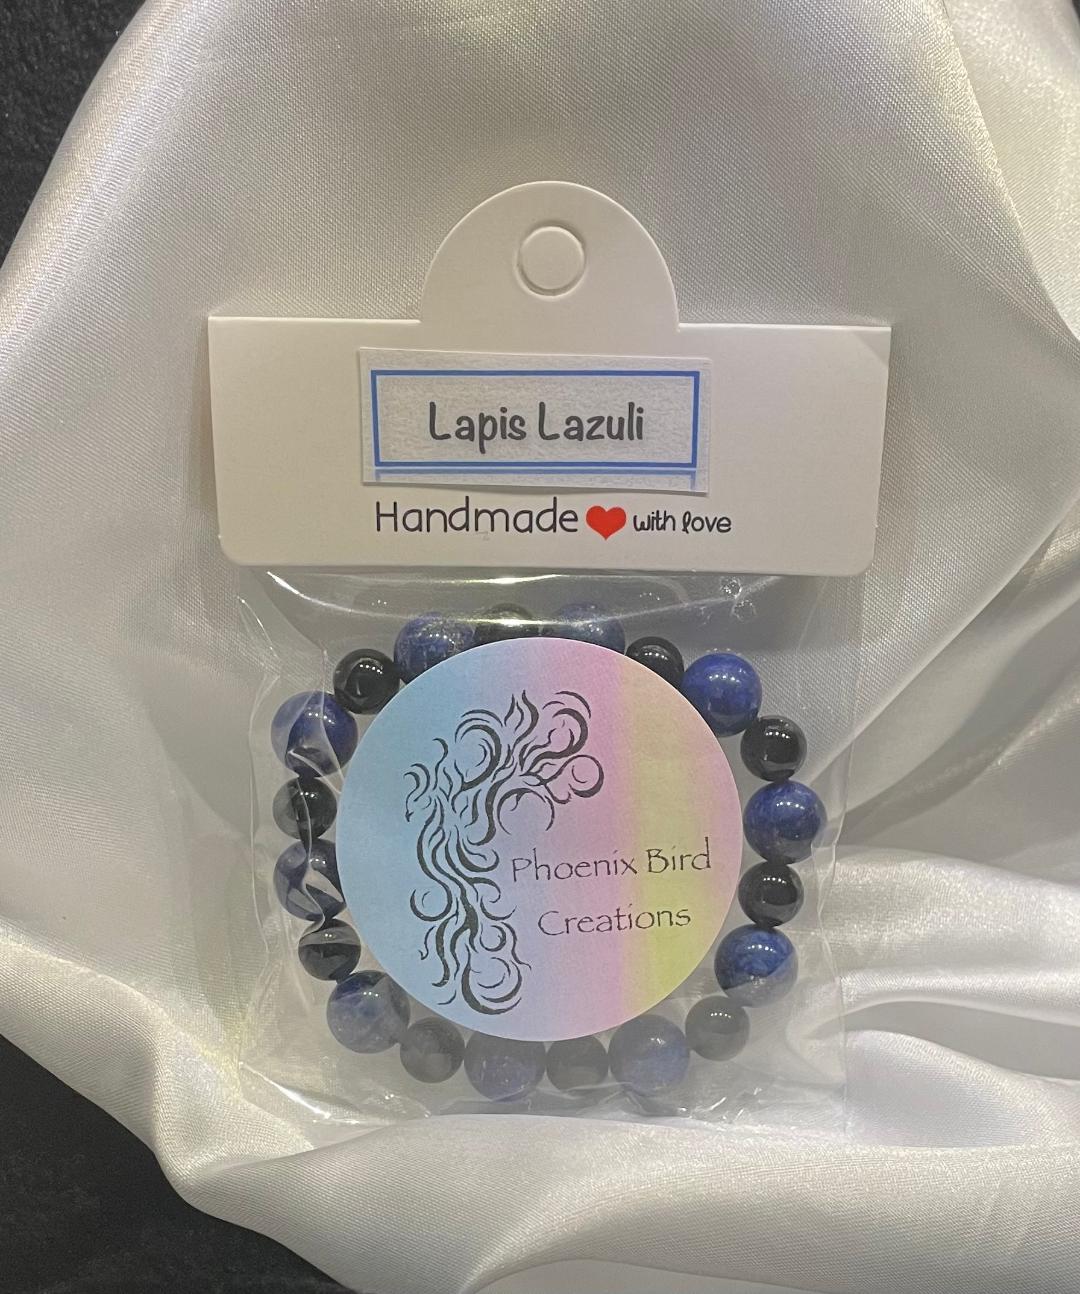 Lapis Lazuli
Handmade ❤ with love
Phoenix Bird
Creations